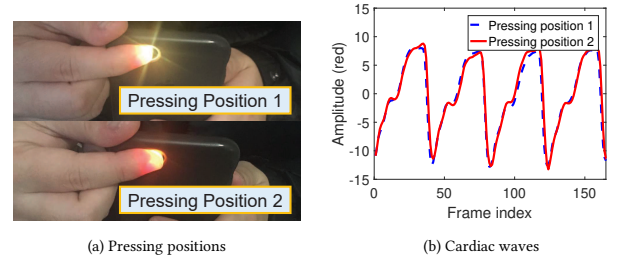 Pressing Position 1
Pressing Position 2
(a) Pressing positions
15
10
5
0
-5
-10
-15
Amplitude (red)
0
50
100
150
Frame index
Pressing position 1
Pressing position 2
(b) Cardiac waves